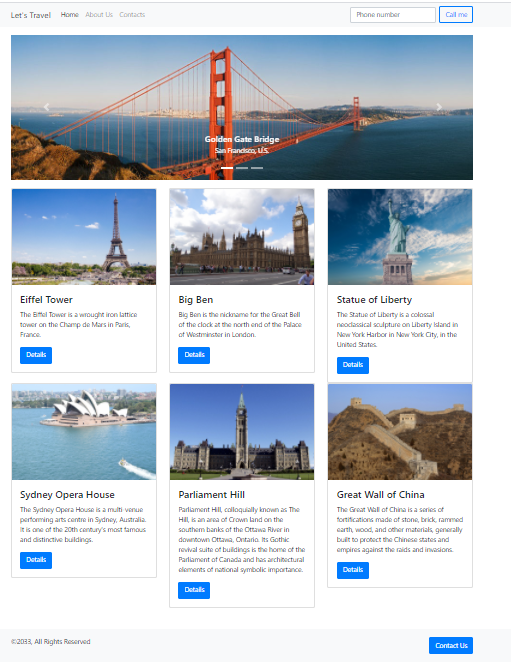 Let's Travel Home About Us Contacts Phone number Call me
Golden Gate Bridge
San Francisco, U.S.
Eiffel Tower
The Eiffel Tower is a wrought iron lattice
tower on the Champ de Mars in Paris,
France.
Details
Big Ben
Big Ben is the nickname for the Great Bell
of the clock at the north end of the Palace
of Westminster in London.
Details
Statue of Liberty
The Statue of Liberty is a colossal
neoclassical sculpture on Liberty Island in
New York Harbor in New York City, in the
United States.
Details
Sydney Opera House
The Sydney Opera House is a multi-venue
performing arts centre in Sydney, Australia.
It is one of the 20th century's most famous
and distinctive buildings.
Details
Parliament Hill
Parliament Hill, colloquially known as The
Hill, is an area of Crown land on the
southern banks of the Ottawa River in
downtown Ottawa, Ontario. Its Gothic
revival suite of buildings is the home of the
Parliament of Canada and has architectural
elements of national symbolic importance.
Details
Great Wall of China
The Great Wall of China is a series of
fortifications made of stone, brick, rammed
earth, wood, and other materials, generally
built to protect the Chinese states and
empires against the raids and invasions.
Details
©2033, All Rights Reserved
Contact Us